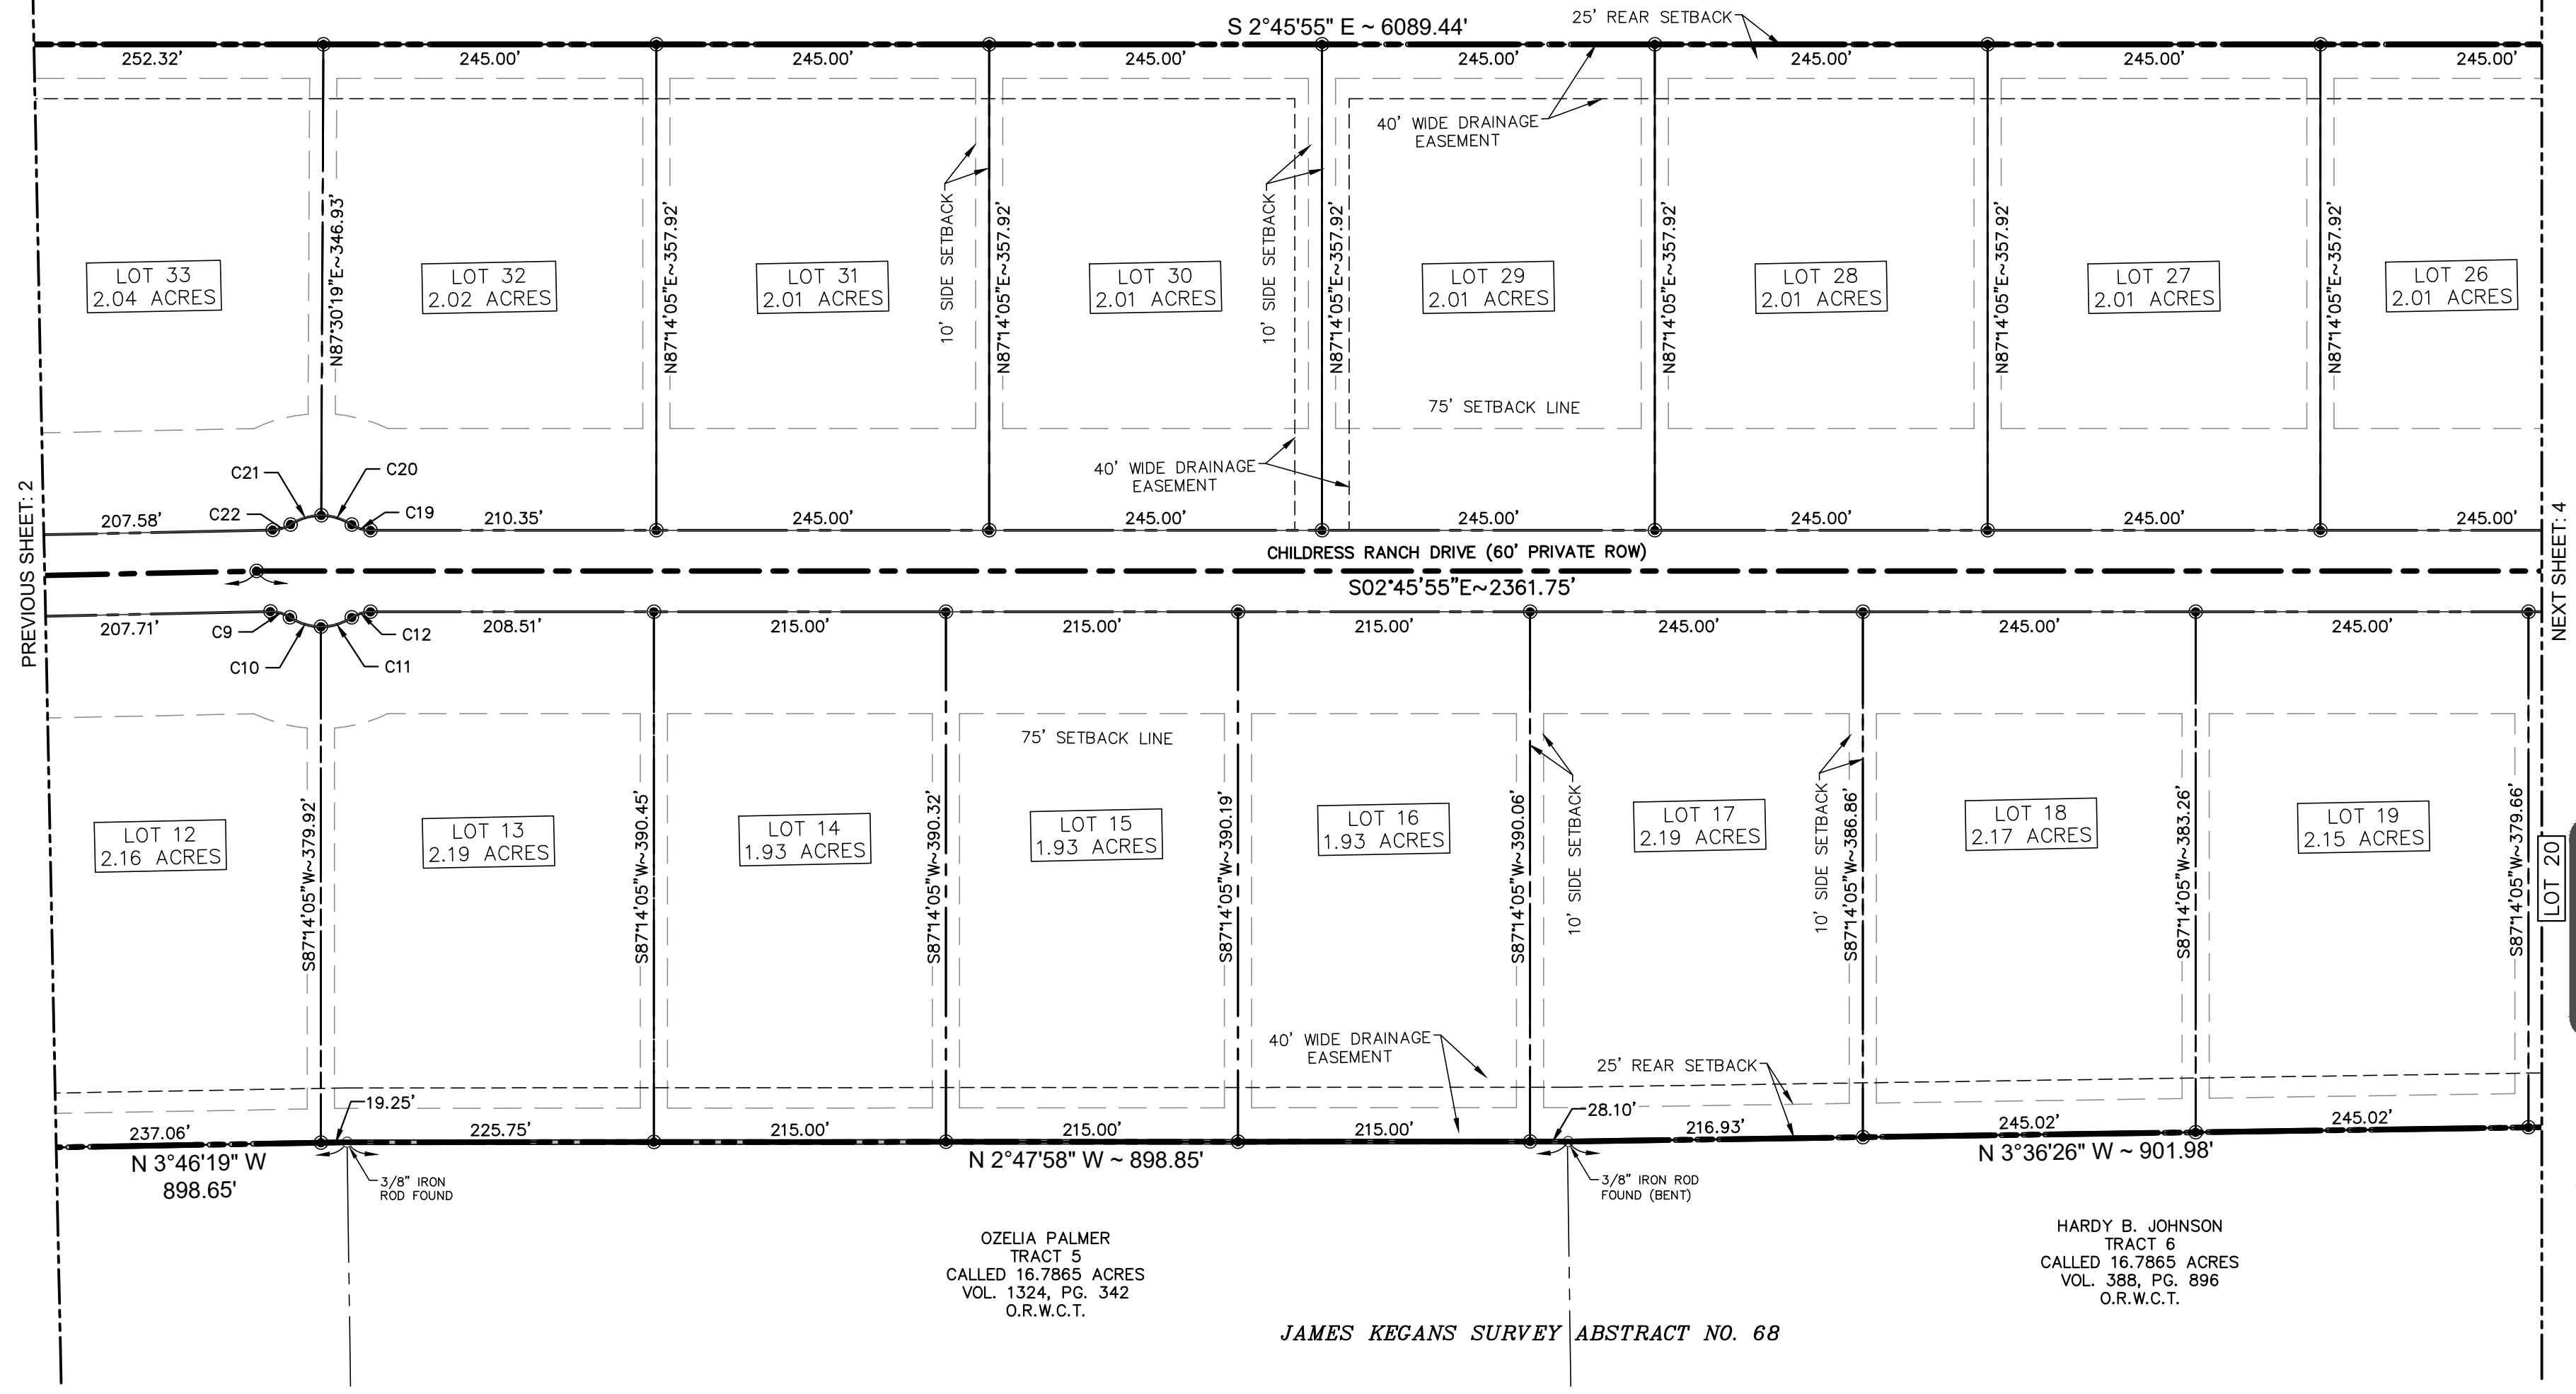 S 2°45'55" E ~ 6089.44'
25' REAR SETBACK
252.32'
245.00'
245.00'
245.00'
245.00'
245.00'
245.00'
245.00'
40' WIDE DRAINAGE
EASEMENT
N87°30'19"E~346.93'
N87°14'05"E~357.92'
10' SIDE SETBACK
N87°14'05"E~357.92'
10' SIDE SETBACK
N87°14'05"E~357.92'
N87°14'05"E~357.92'
N87°14'05"E~357.92'
N87°14'05"E~357.92'
LOT 33
2.04 ACRES
LOT 32
2.02 ACRES
LOT 31
2.01 ACRES
LOT 30
2.01 ACRES
LOT 29
2.01 ACRES
LOT 28
2.01 ACRES
LOT 27
2.01 ACRES
LOT 26
2.01 ACRES
75' SETBACK LINE
40' WIDE DRAINAGE
EASEMENT
C21
C20
C22
C19
207.58'
210.35'
245.00'
245.00'
245.00'
245.00'
245.00'
245.00'
PREVIOUS SHEET: 2
NEXT SHEET: 4
CHILDRESS RANCH DRIVE (60' PRIVATE ROW)
S02°45'55"E~2361.75'
207.71'
C9
C12
C10
C11
208.51'
215.00'
215.00'
215.00'
245.00'
245.00'
245.00'
75' SETBACK LINE
S87°14'05"W~379.92'
S87°14'05"W~390.45'
S87°14'05"W~390.32'
S87°14'05"W~390.19'
S87°14'05"W~390.06'
10' SIDE SETBACK
10' SIDE SETBACK
S87°14'05"W~386.86'
S87°14'05"W~383.26'
S87°14'05"W~379.66'
LOT 12
2.16 ACRES
LOT 13
2.19 ACRES
LOT 14
1.93 ACRES
LOT 15
1.93 ACRES
LOT 16
1.93 ACRES
LOT 17
2.19 ACRES
LOT 18
2.17 ACRES
LOT 19
2.15 ACRES
LOT 20
40' WIDE DRAINAGE
EASEMENT
25' REAR SETBACK
19.25'
28.10'
237.06'
225.75'
215.00'
215.00'
215.00'
216.93'
245.02'
245.02'
N 3°46'19" W
898.65'
N 2°47'58" W ~ 898.85'
N 3°36'26" W ~ 901.98'
3/8" IRON
ROD FOUND
3/8" IRON ROD
FOUND (BENT)
OZELIA PALMER
TRACT 5
CALLED 16.7865 ACRES
VOL. 1324, PG. 342
O.R.W.C.T.
HARDY B. JOHNSON
TRACT 6
CALLED 16.7865 ACRES
VOL. 388, PG. 896
O.R.W.C.T.
JAMES KEGANS SURVEY ABSTRACT NO. 68